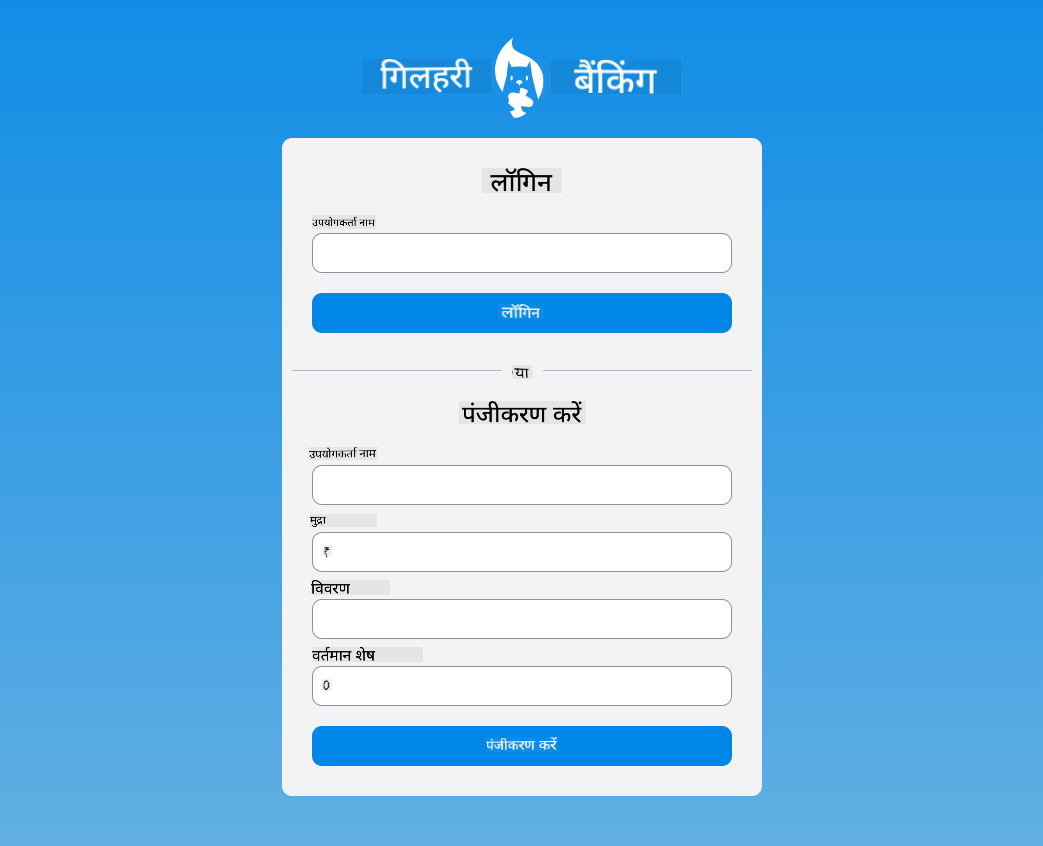 गिलहरी बैंकिंग
लॉगिन
उपयोगकर्ता नाम
लॉगिन
या
पंजीकरण करें
उपयोगकर्ता नाम
मुद्रा
₹
विवरण
वर्तमान शेष
0
पंजीकरण करें